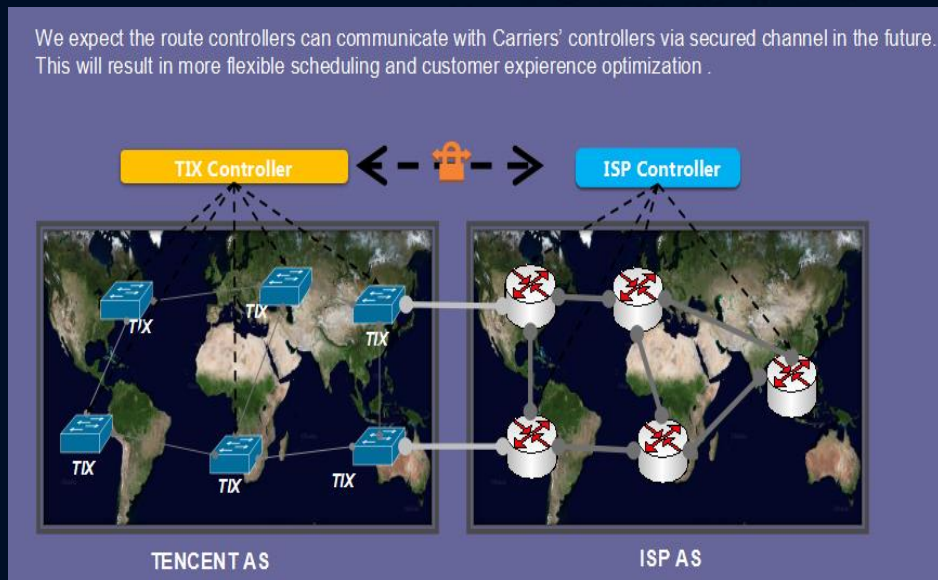 We expect the route controllers can communicate with Carriers' controllers via secured channel in the future.
This will result in more flexible scheduling and customer expierence optimization .
TIX Controller
ISP Controller
TIX
TIX
TIX
TIX
TIX
TIX
TENCENT AS
ISP AS